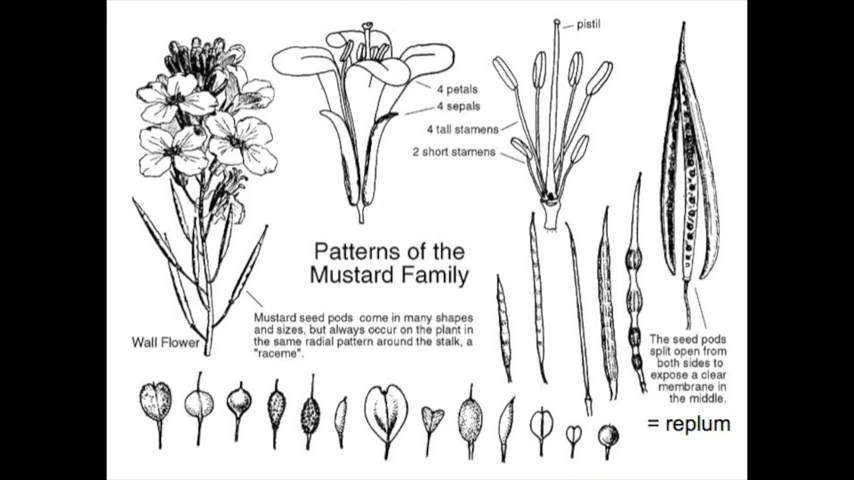 pistil
4 petals
4 sepals
4 tall stamens
2 short stamens
Patterns of the
Mustard Family
Mustard seed pods come in many shapes
and sizes, but always occur on the plant in
the same radial pattern around the stalk, a
"raceme".
Wall Flower
The seed pods
split open from
both sides to
expose a clear
membrane in
the middle.
= replum